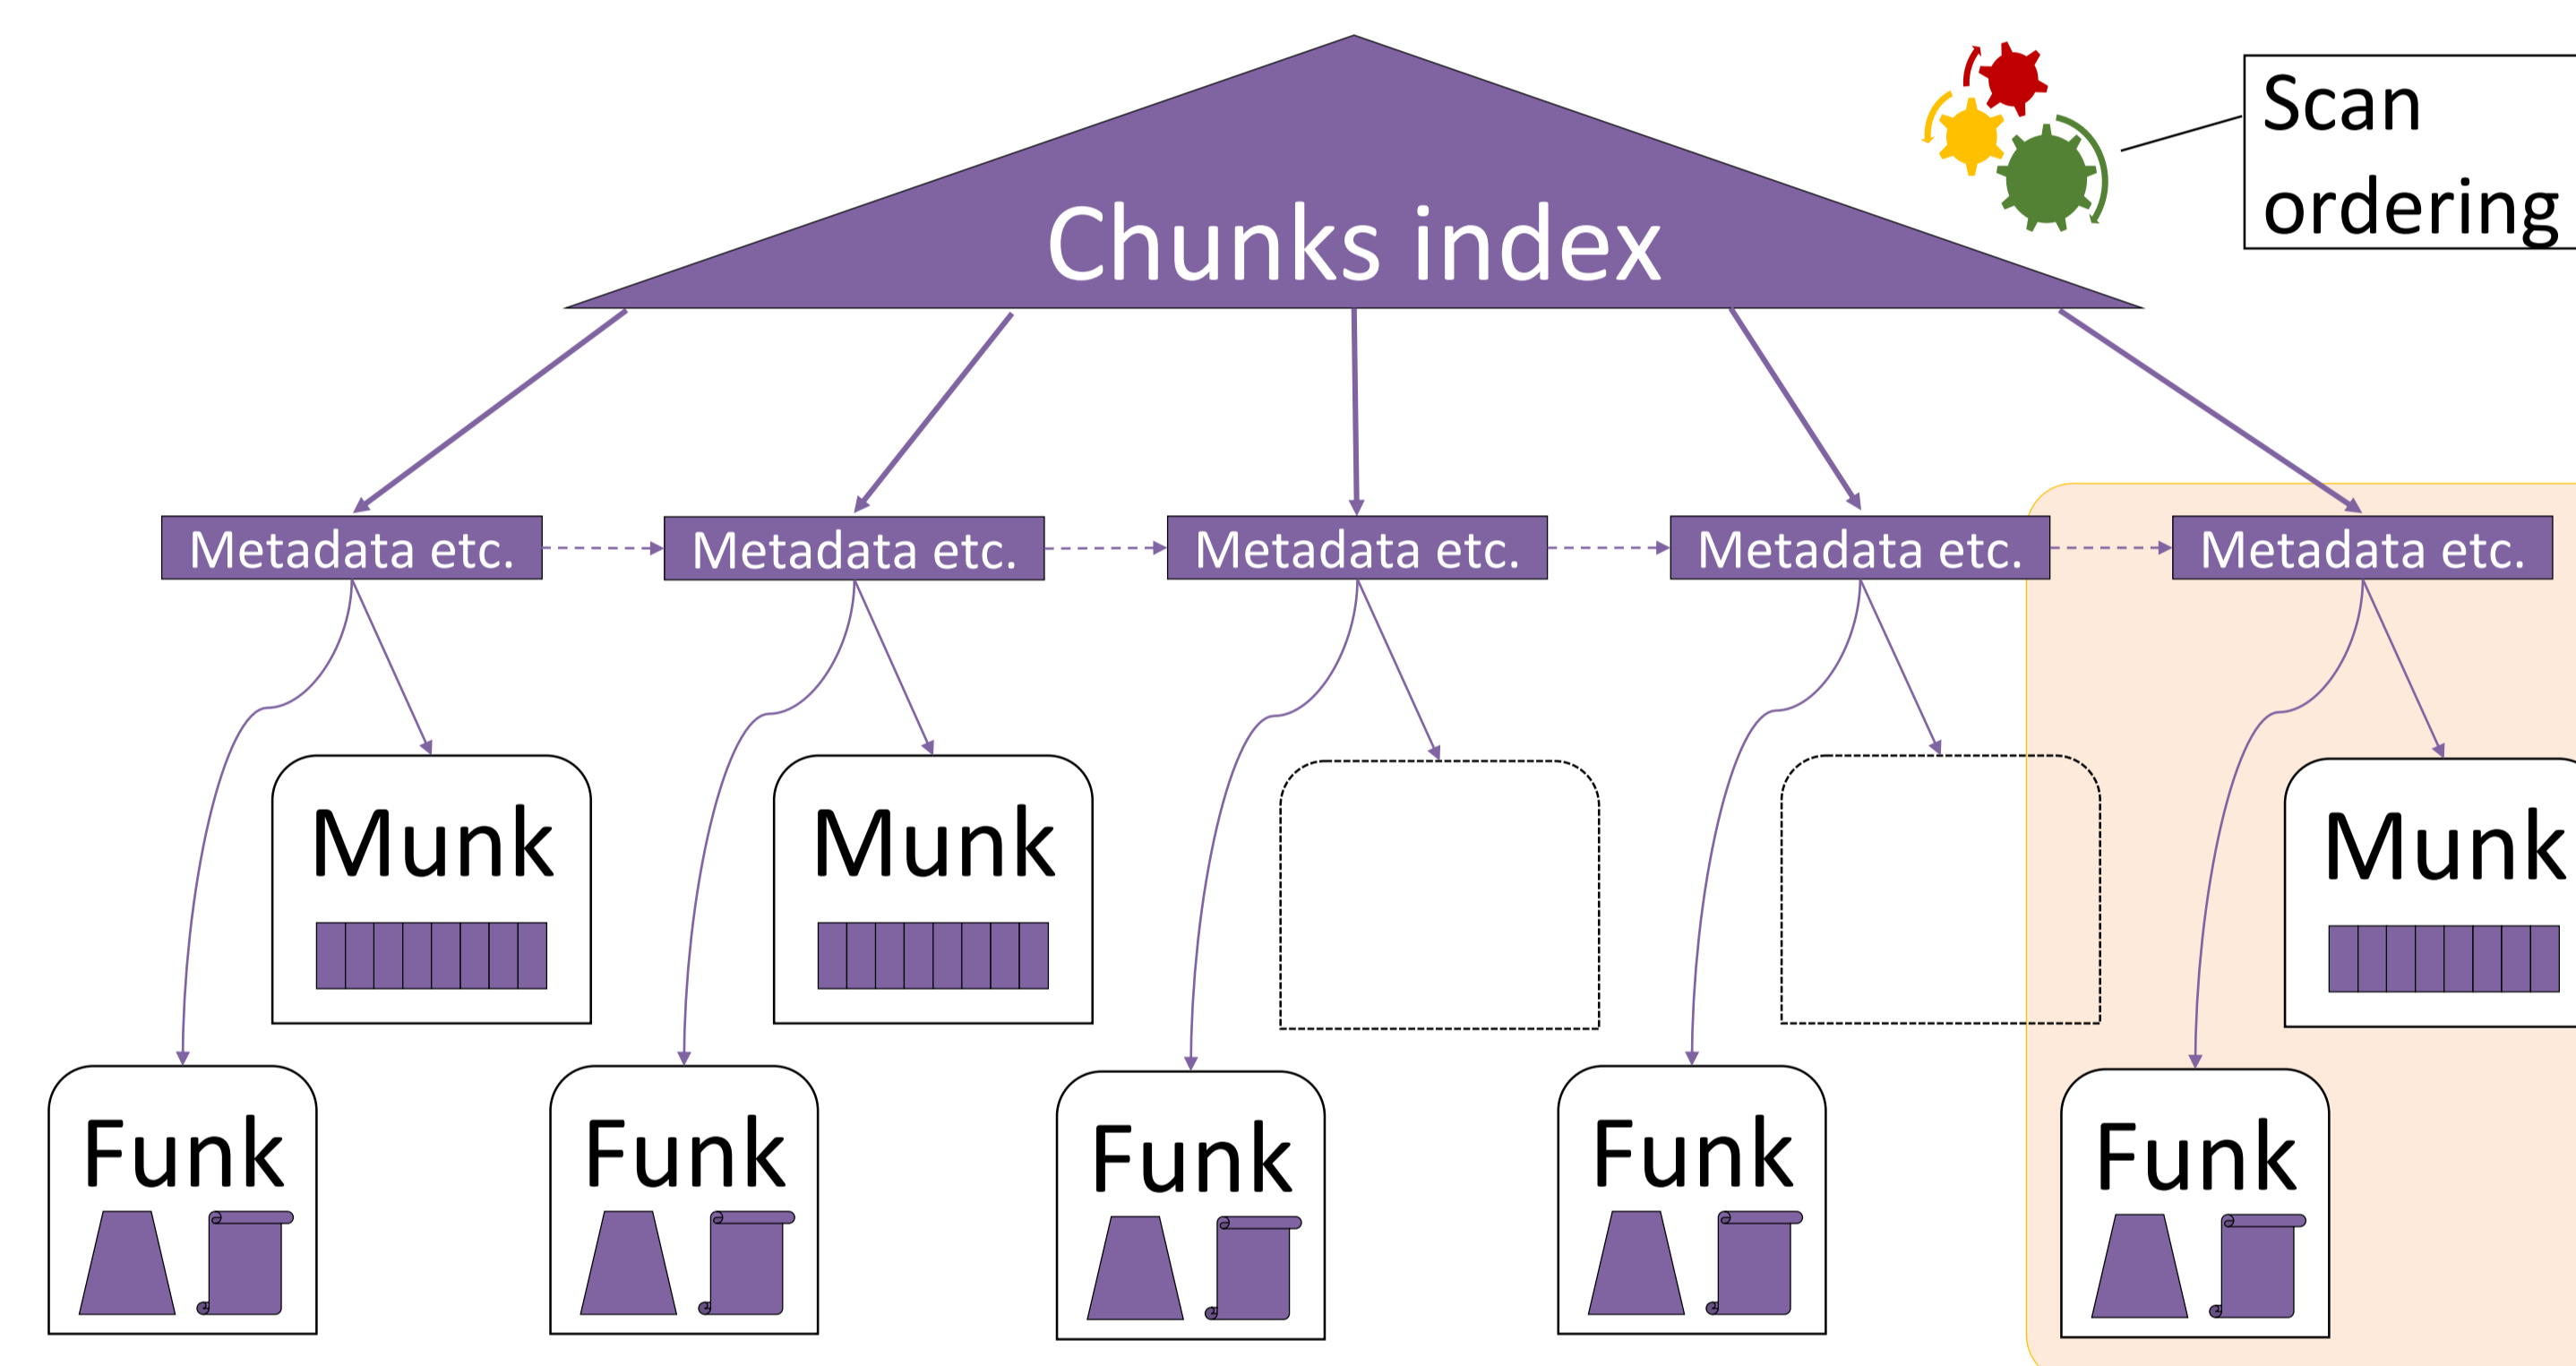 Chunks index
Scan
ordering
Metadata etc.
Metadata etc.
Metadata etc.
Metadata etc.
Metadata etc.
Munk
Munk
Munk
Funk
Funk
Funk
Funk
Funk